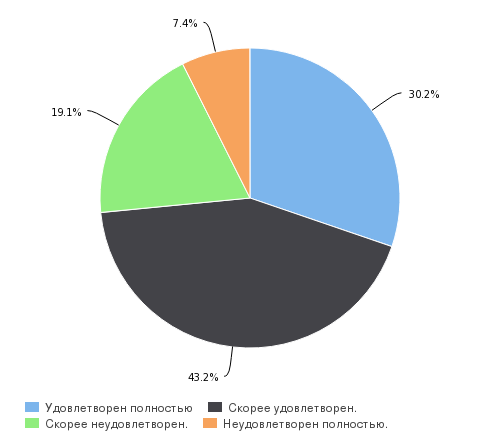 7.4%
30.2%
19.1%
43.2%
Удовлетворен полностью Скорее удовлетворен.
Скорее неудовлетворен. Неудовлетворен полностью.